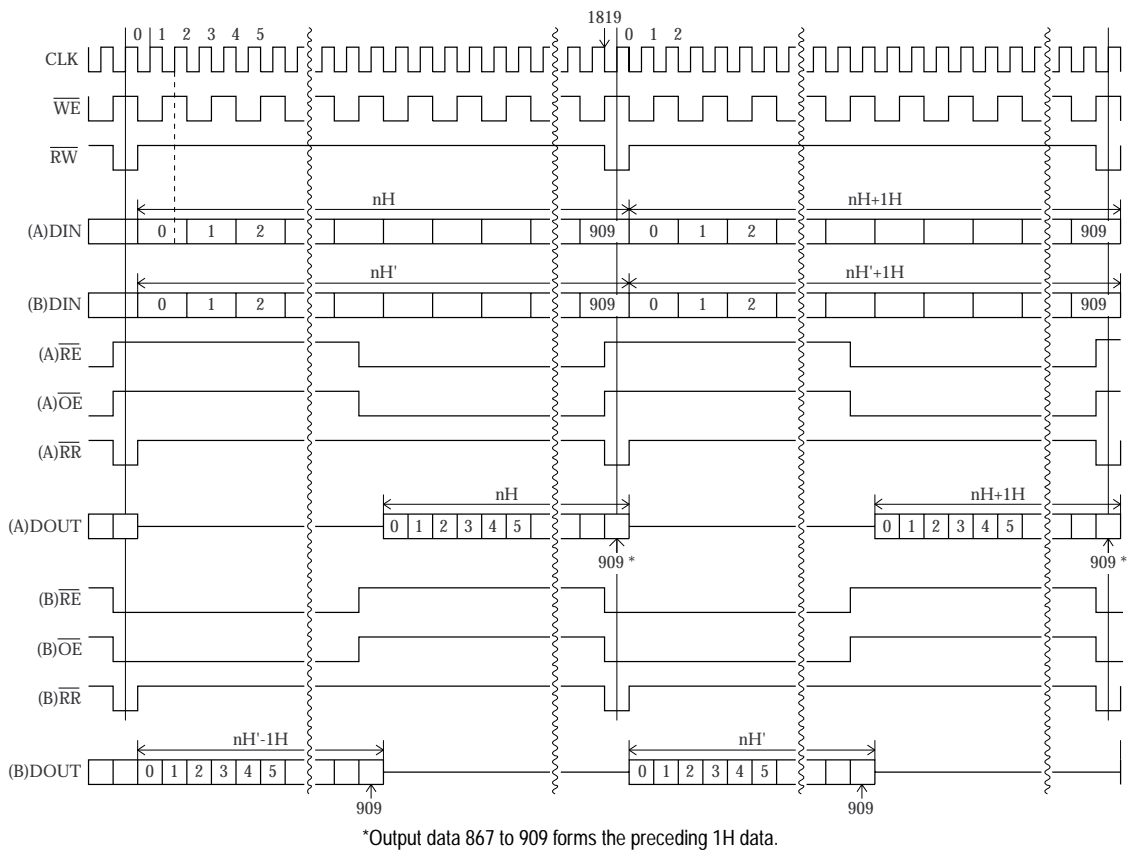 1819
0 1 2 3 4 5 0 1 2
CLK
WE
RW
nH nH+1H
(A)DIN 0 1 2 909 0 1 2 909
nH' nH'+1H
(B)DIN 0 1 2 909 0 1 2 909
(A)RE
(A)OE
(A)RR
nH nH+1H
(A)DOUT 0 1 2 3 4 5 0 1 2 3 4 5
909 * 909 *
(B)RE
(B)OE
(B)RR
nH'-1H nH'
(B)DOUT 0 1 2 3 4 5 0 1 2 3 4 5
909 909
*Output data 867 to 909 forms the preceding 1H data.